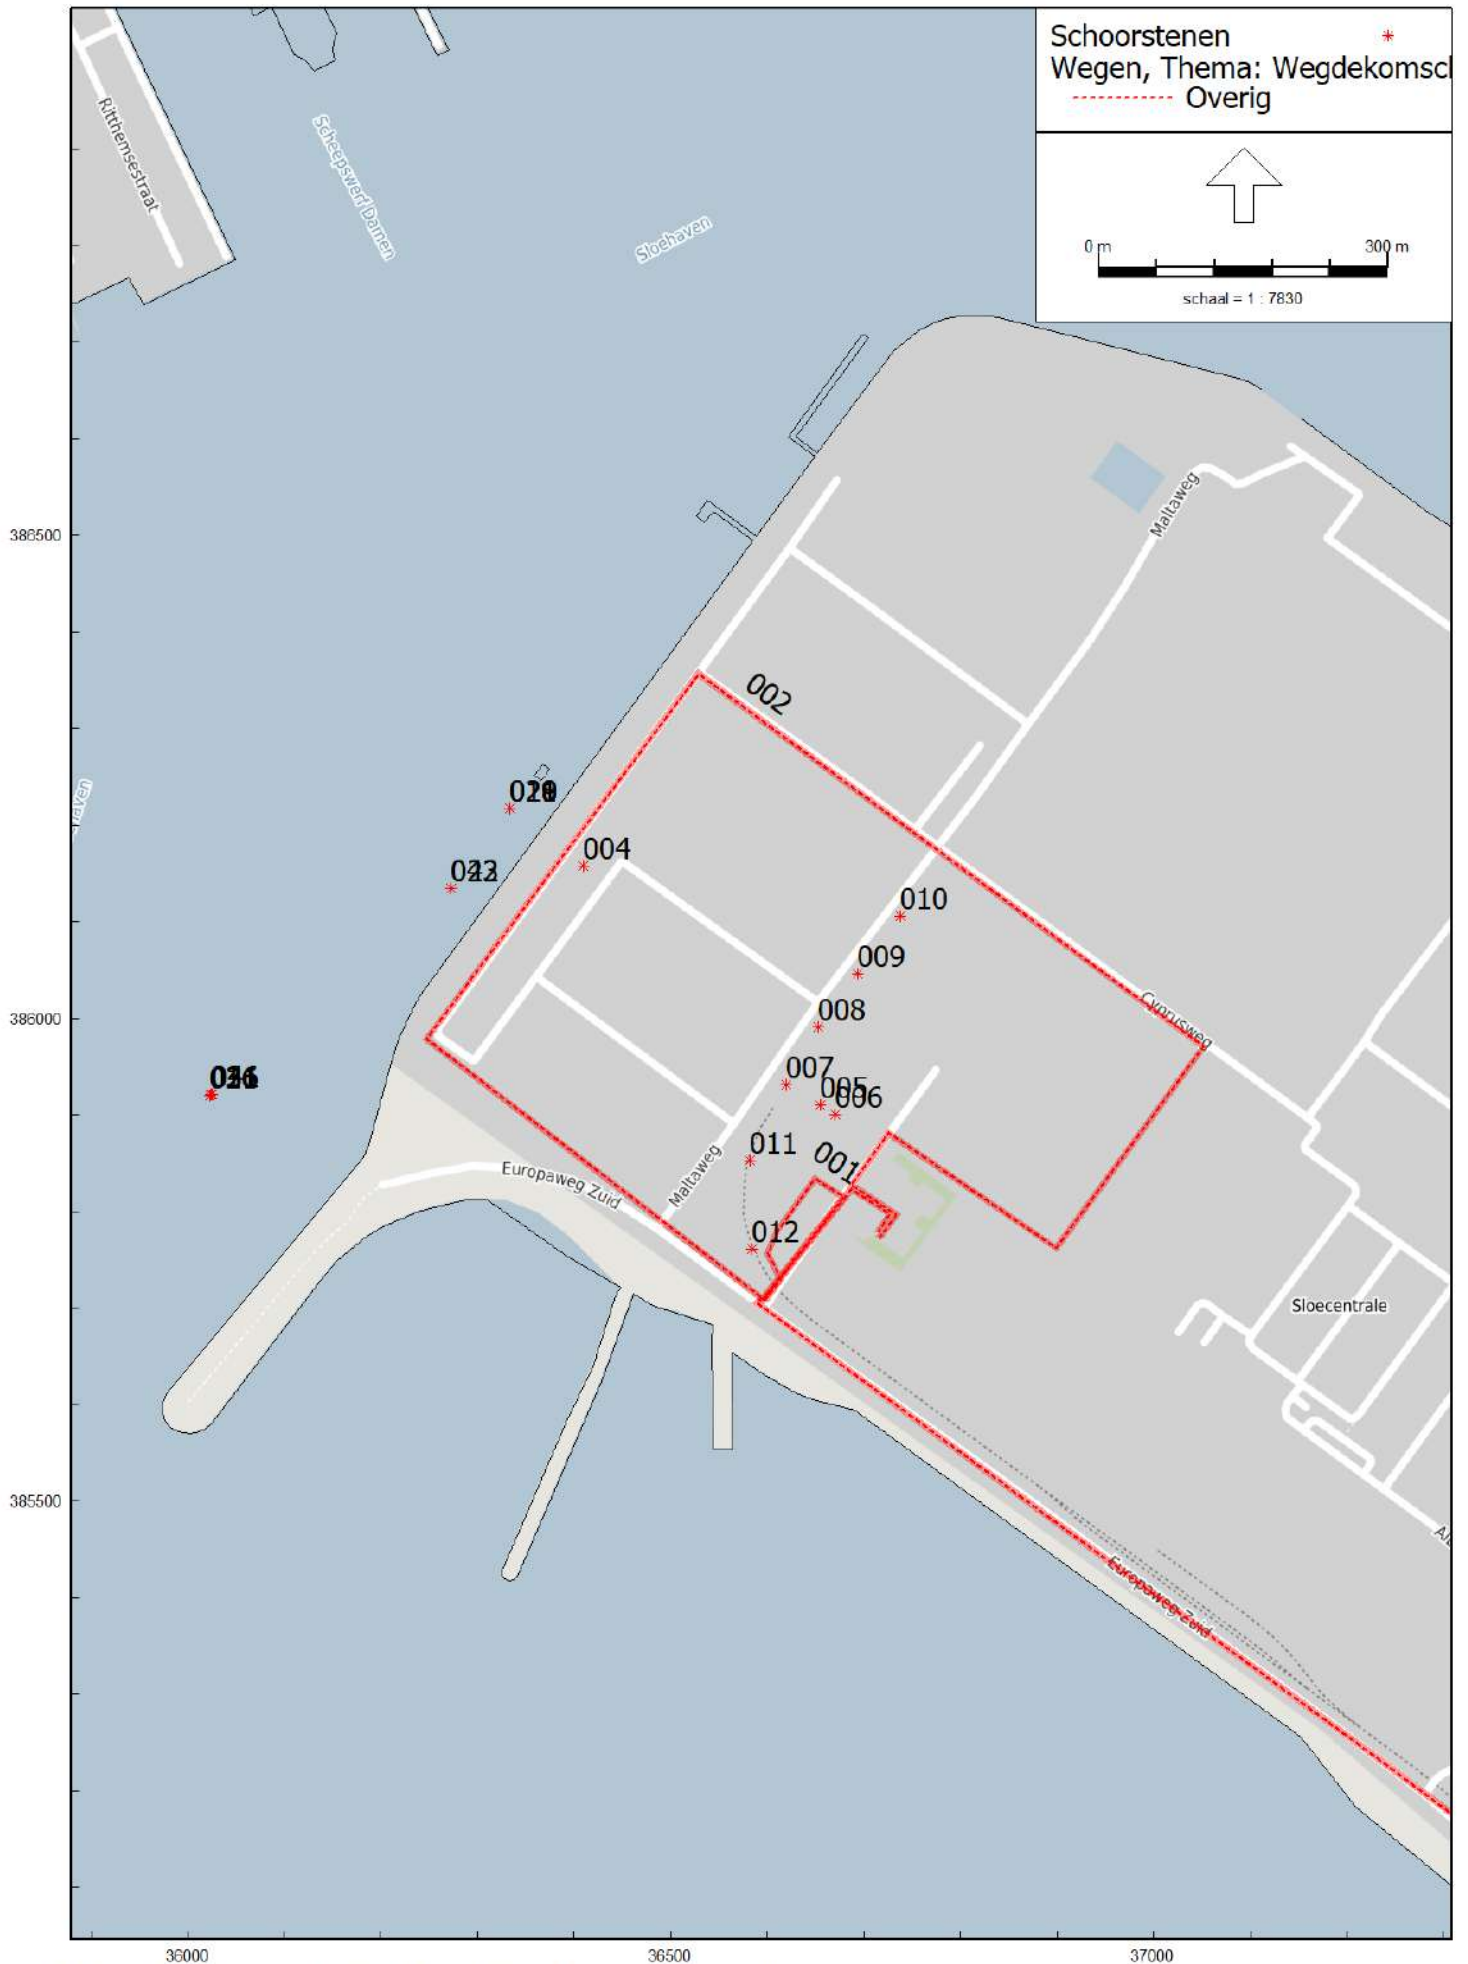 Schoorstenen
Wegen, Thema: Wegdekomscl
Overig
0 m 300 m
schaal = 1 : 7830
Ritthemsestraat
Scheepswerf Damen
Sloehaven
Maltaweg
386500
002
004
010
009
008
Cyprusweg
386000
007
005
006
011
001
Maltaweg
Europaweg Zuid
012
Sloecentrale
385500
Europaweg Zuid
36000 36500 37000